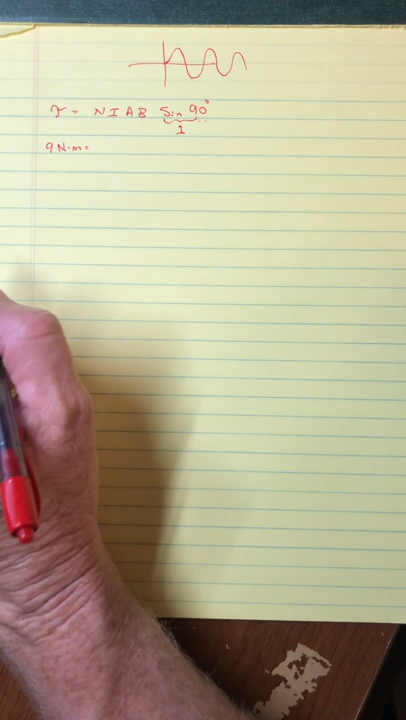 τ = N I A B Sin 90°
1
9 N·m =